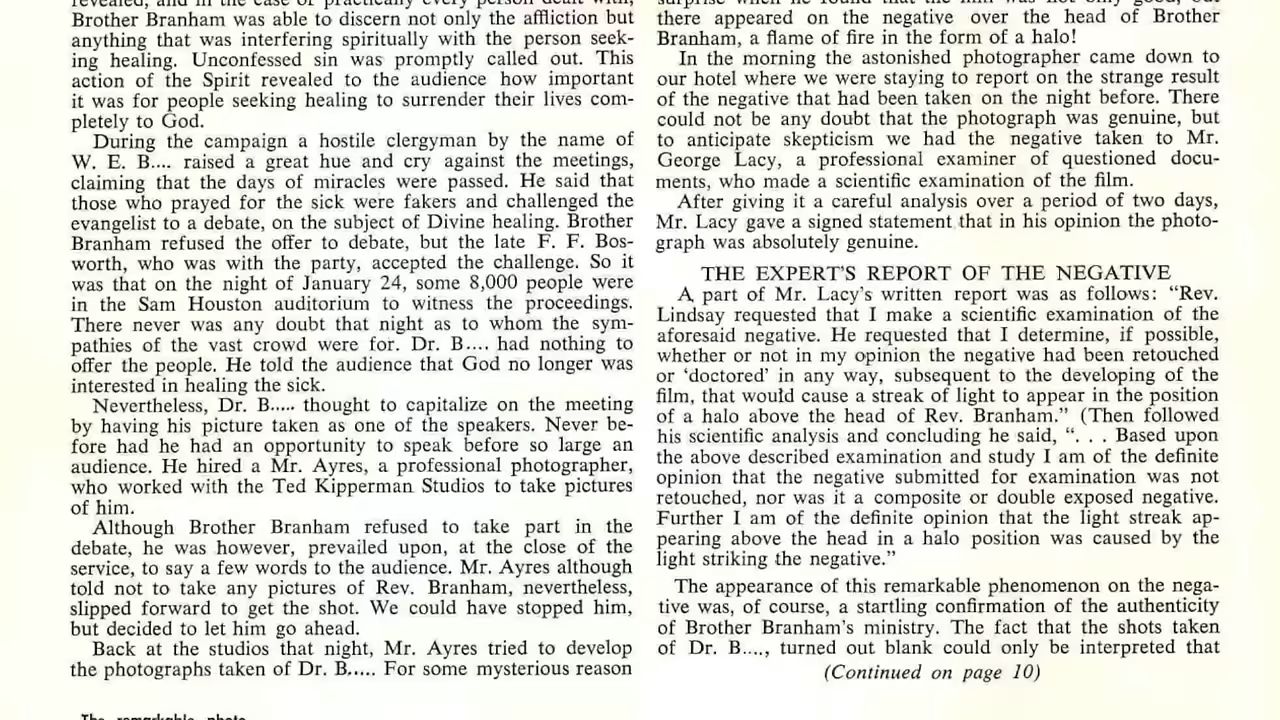 revealed, and in the case of practically every person dealt with,
Brother Branham was able to discern not only the affliction but
anything that was interfering spiritually with the person seek-
ing healing. Unconfessed sin was promptly called out. This
action of the Spirit revealed to the audience how important
it was for people seeking healing to surrender their lives com-
pletely to God.
During the campaign a hostile clergyman by the name of
W. E. B.... raised a great hue and cry against the meetings,
claiming that the days of miracles were passed. He said that
those who prayed for the sick were fakers and challenged the
evangelist to a debate, on the subject of Divine healing. Brother
Branham refused the offer to debate, but the late F. F. Bos-
worth, who was with the party, accepted the challenge. So it
was that on the night of January 24, some 8,000 people were
in the Sam Houston auditorium to witness the proceedings.
There never was any doubt that night as to whom the sym-
pathies of the vast crowd were for. Dr. B.... had nothing to
offer the people. He told the audience that God no longer was
interested in healing the sick.
Nevertheless, Dr. B..... thought to capitalize on the meeting
by having his picture taken as one of the speakers. Never be-
fore had he had an opportunity to speak before so large an
audience. He hired a Mr. Ayres, a professional photographer,
who worked with the Ted Kipperman Studios to take pictures
of him.
Although Brother Branham refused to take part in the
debate, he was however, prevailed upon, at the close of the
service, to say a few words to the audience. Mr. Ayres although
told not to take any pictures of Rev. Branham, nevertheless,
slipped forward to get the shot. We could have stopped him,
but decided to let him go ahead.
Back at the studios that night, Mr. Ayres tried to develop
the photographs taken of Dr. B..... For some mysterious reason
The remarkable photo
surprise when he found that the film was not only good, but
there appeared on the negative over the head of Brother
Branham, a flame of fire in the form of a halo!
In the morning the astonished photographer came down to
our hotel where we were staying to report on the strange result
of the negative that had been taken on the night before. There
could not be any doubt that the photograph was genuine, but
to anticipate skepticism we had the negative taken to Mr.
George Lacy, a professional examiner of questioned docu-
ments, who made a scientific examination of the film.
After giving it a careful analysis over a period of two days,
Mr. Lacy gave a signed statement that in his opinion the photo-
graph was absolutely genuine.
THE EXPERT'S REPORT OF THE NEGATIVE
A part of Mr. Lacy's written report was as follows: "Rev.
Lindsay requested that I make a scientific examination of the
aforesaid negative. He requested that I determine, if possible,
whether or not in my opinion the negative had been retouched
or 'doctored' in any way, subsequent to the developing of the
film, that would cause a streak of light to appear in the position
of a halo above the head of Rev. Branham." (Then followed
his scientific analysis and concluding he said, ". . . Based upon
the above described examination and study I am of the definite
opinion that the negative submitted for examination was not
retouched, nor was it a composite or double exposed negative.
Further I am of the definite opinion that the light streak ap-
pearing above the head in a halo position was caused by the
light striking the negative."
The appearance of this remarkable phenomenon on the nega-
tive was, of course, a startling confirmation of the authenticity
of Brother Branham's ministry. The fact that the shots taken
of Dr. B...., turned out blank could only be interpreted that
(Continued on page 10)